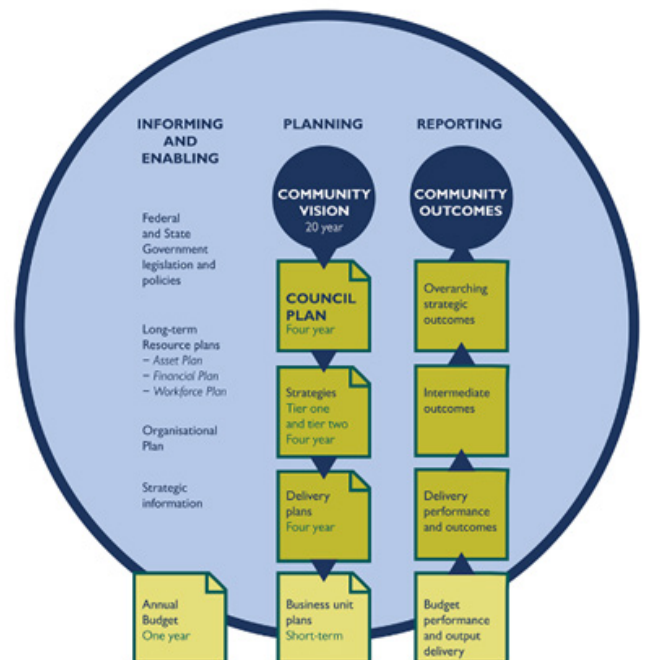 INFORMING
AND
ENABLING
Federal
and State
Government
legislation and
policies
Long-term
Resource plans
– Asset Plan
– Financial Plan
– Workforce Plan
Organisational
Plan
Strategic
information
Annual
Budget
One year
PLANNING
COMMUNITY
VISION
20 year
COUNCIL
PLAN
Four year
Strategies
Tier one
and tier two
Four year
Delivery
plans
Four year
Business unit
plans
Short-term
REPORTING
COMMUNITY
OUTCOMES
Overarching
strategic
outcomes
Intermediate
outcomes
Delivery
performance
and outcomes
Budget
performance
and output
delivery